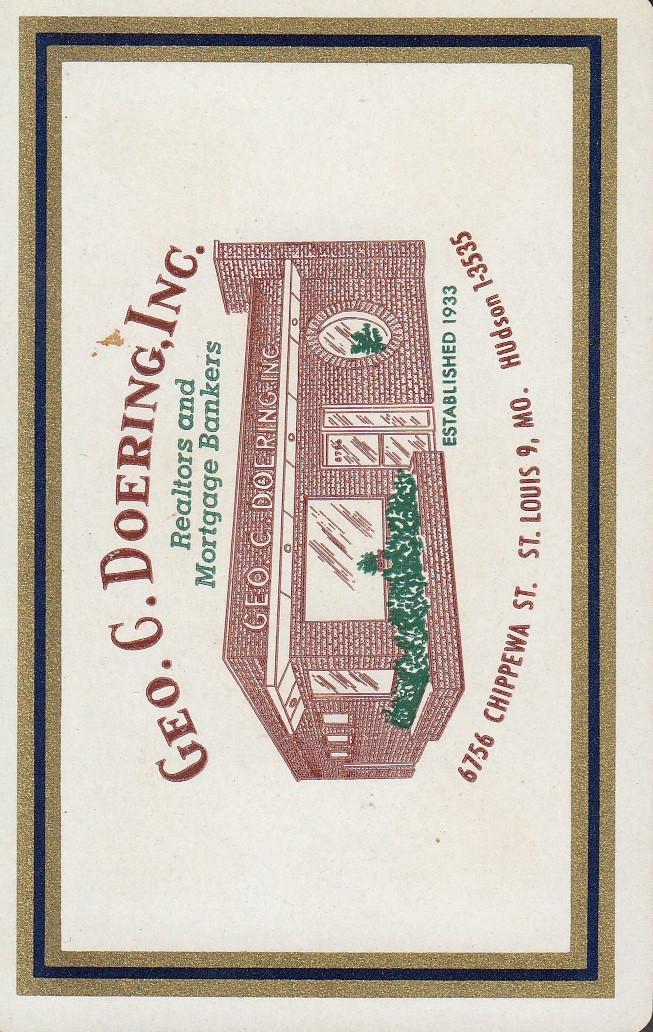 GEO. C. DOERING, INC.
Realtors and
Mortgage Bankers
GEO. C. DOERING, INC.
6756
ESTABLISHED 1933
6756 CHIPPEWA ST. ST. LOUIS 9, MO. HUdson 1-3535